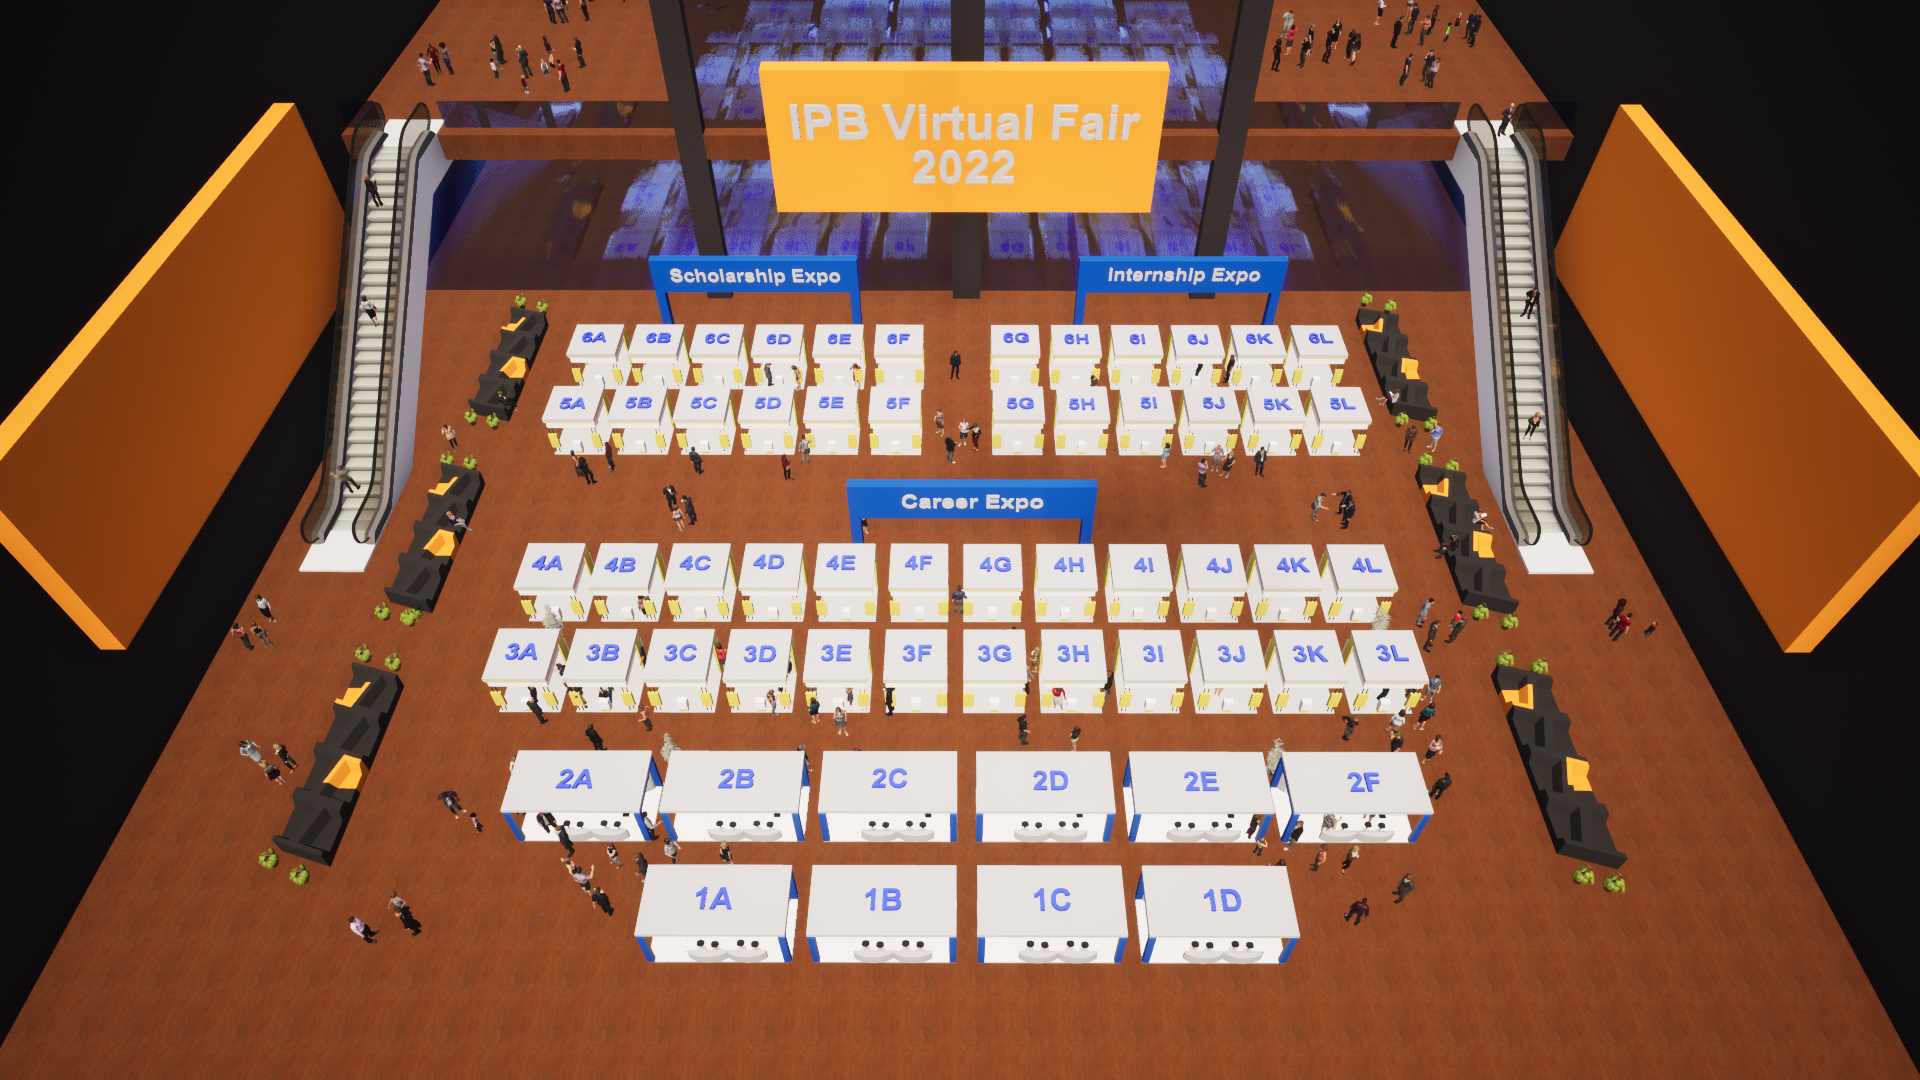 IPB Virtual Fair
2022
Scholarship Expo
Internship Expo
6A 6B 6C 6D 6E 6F 6G 6H 6I 6J 6K 6L
5A 5B 5C 5D 5E 5F 5G 5H 5I 5J 5K 5L
Career Expo
4A 4B 4C 4D 4E 4F 4G 4H 4I 4J 4K 4L
3A 3B 3C 3D 3E 3F 3G 3H 3I 3J 3K 3L
2A 2B 2C 2D 2E 2F
1A 1B 1C 1D